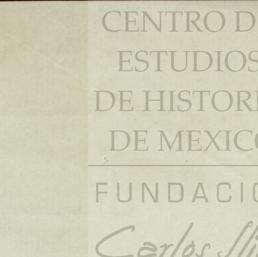 CENTRO D
ESTUDIOS
DE HISTORI
DE MEXICO
FUNDACIO
Carlos Sli